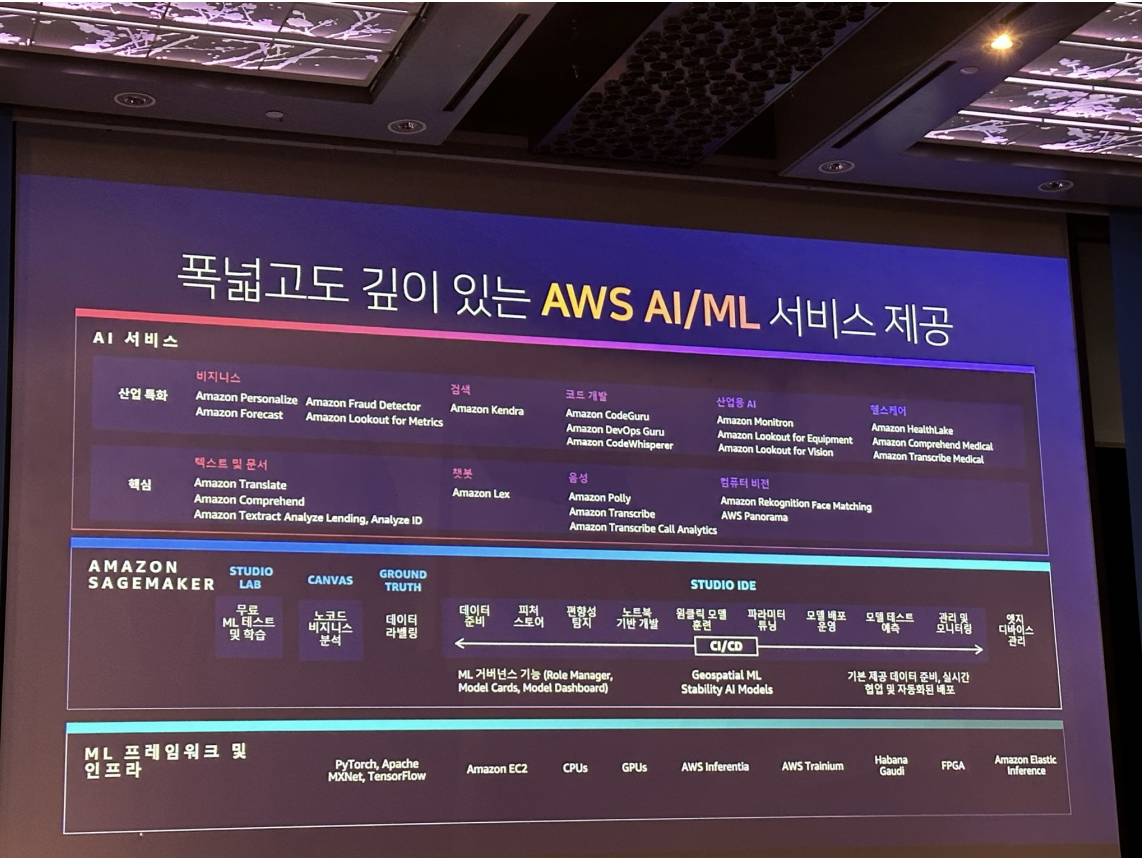 폭넓고도 깊이 있는 AWS AI/ML 서비스 제공
AI 서비스
산업 특화
비지니스
Amazon Personalize
Amazon Forecast
Amazon Fraud Detector
Amazon Lookout for Metrics
검색
Amazon Kendra
코드 개발
Amazon CodeGuru
Amazon DevOps Guru
Amazon CodeWhisperer
산업용 AI
Amazon Monitron
Amazon Lookout for Equipment
Amazon Lookout for Vision
헬스케어
Amazon HealthLake
Amazon Comprehend Medical
Amazon Transcribe Medical
핵심
텍스트 및 문서
Amazon Translate
Amazon Comprehend
Amazon Textract Analyze Lending, Analyze ID
챗봇
Amazon Lex
음성
Amazon Polly
Amazon Transcribe
Amazon Transcribe Call Analytics
컴퓨터 비전
Amazon Rekognition Face Matching
AWS Panorama
AMAZON
SAGEMAKER
STUDIO
LAB
무료
ML 테스트
및 학습
CANVAS
노코드
비지니스
분석
GROUND
TRUTH
데이터
라벨링
STUDIO IDE
데이터
준비
피처
스토어
편향성
탐지
노트북
기반 개발
원클릭 모델
훈련
파라미터
튜닝
모델 배포
운영
모델 테스트
예측
관리 및
모니터링
엣지
디바이스
관리
CI/CD
ML 거버넌스 기능 (Role Manager,
Model Cards, Model Dashboard)
Geospatial ML
Stability AI Models
기본 제공 데이터 준비, 실시간
협업 및 자동화된 배포
ML 프레임워크 및
인프라
PyTorch, Apache
MXNet, TensorFlow
Amazon EC2
CPUs
GPUs
AWS Inferentia
AWS Trainium
Habana
Gaudi
FPGA
Amazon Elastic
Inference